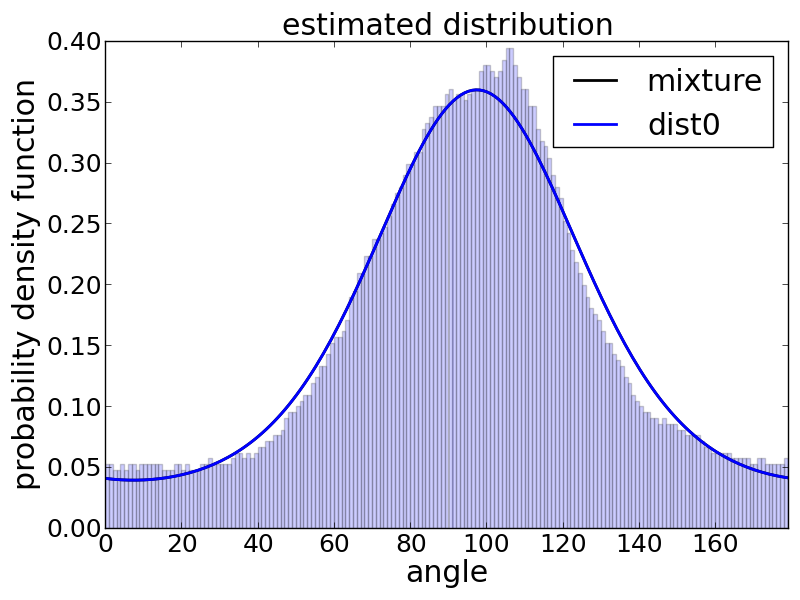 estimated distribution
probability density function
0.40
0.35
0.30
0.25
0.20
0.15
0.10
0.05
0.00
mixture
dist0
0 20 40 60 80 100 120 140 160
angle